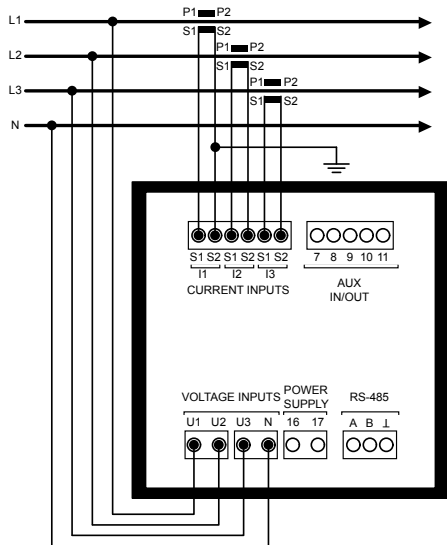 L1
P1 P2
S1 S2
L2
P1 P2
S1 S2
L3
P1 P2
S1 S2
N
S1 S2 S1 S2 S1 S2
I1 I2 I3
CURRENT INPUTS
7 8 9 10 11
AUX
IN/OUT
VOLTAGE INPUTS
U1 U2 U3 N
POWER
SUPPLY
16 17
RS-485
A B ⊥